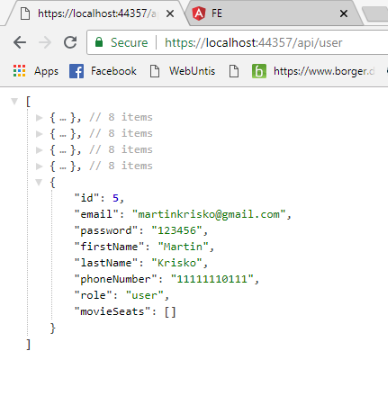 https://localhost:44357/a
FE
Secure | https://localhost:44357/api/user
Apps Facebook WebUntis https://www.borger.d
[
{ … }, // 8 items
{ … }, // 8 items
{ … }, // 8 items
{ … }, // 8 items
{
"id": 5,
"email": "martinkrisko@gmail.com",
"password": "123456",
"firstName": "Martin",
"lastName": "Krisko",
"phoneNumber": "11111110111",
"role": "user",
"movieSeats": []
}
]